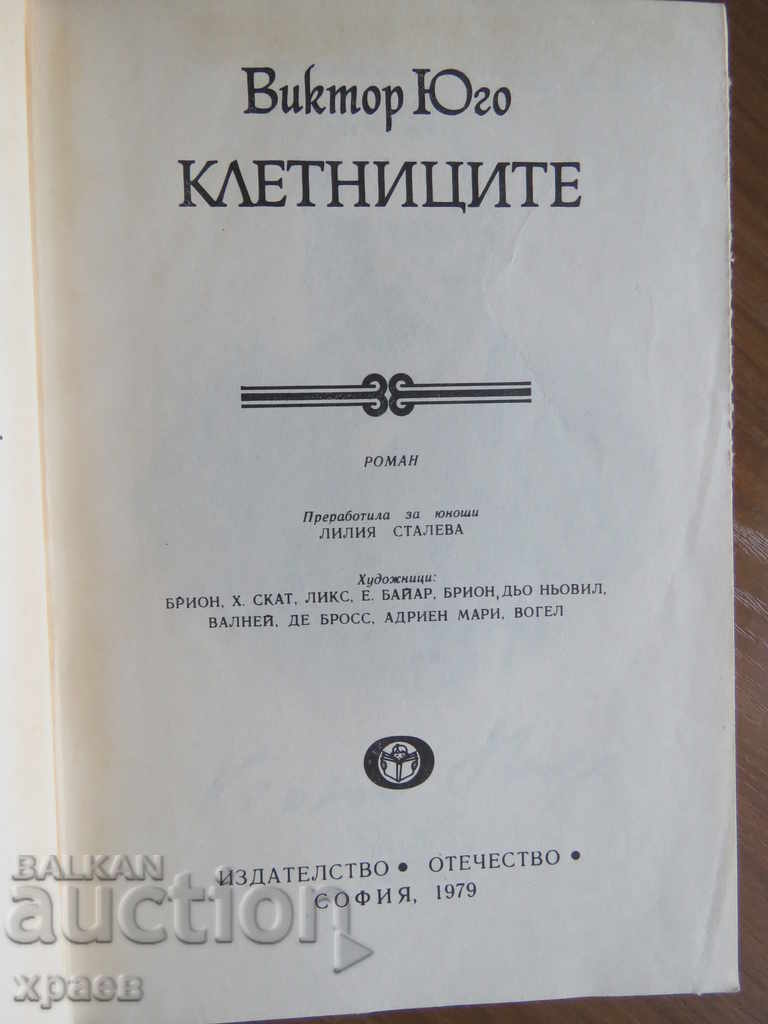 Виктор Юго
КЛЕТНИЦИТЕ
РОМАН
Преработила за юноши
ЛИЛИЯ СТАЛЕВА
Художници:
БРИОН, Х. СКАТ, ЛИКС, Е. БАЙАР, БРИОН, ДЬО НЬОВИЛ,
ВАЛНЕЙ, ДЕ БРОСС, АДРИЕН МАРИ, ВОГЕЛ
ИЗДАТЕЛСТВО • ОТЕЧЕСТВО •
СОФИЯ, 1979
BALKAN
auction
храев